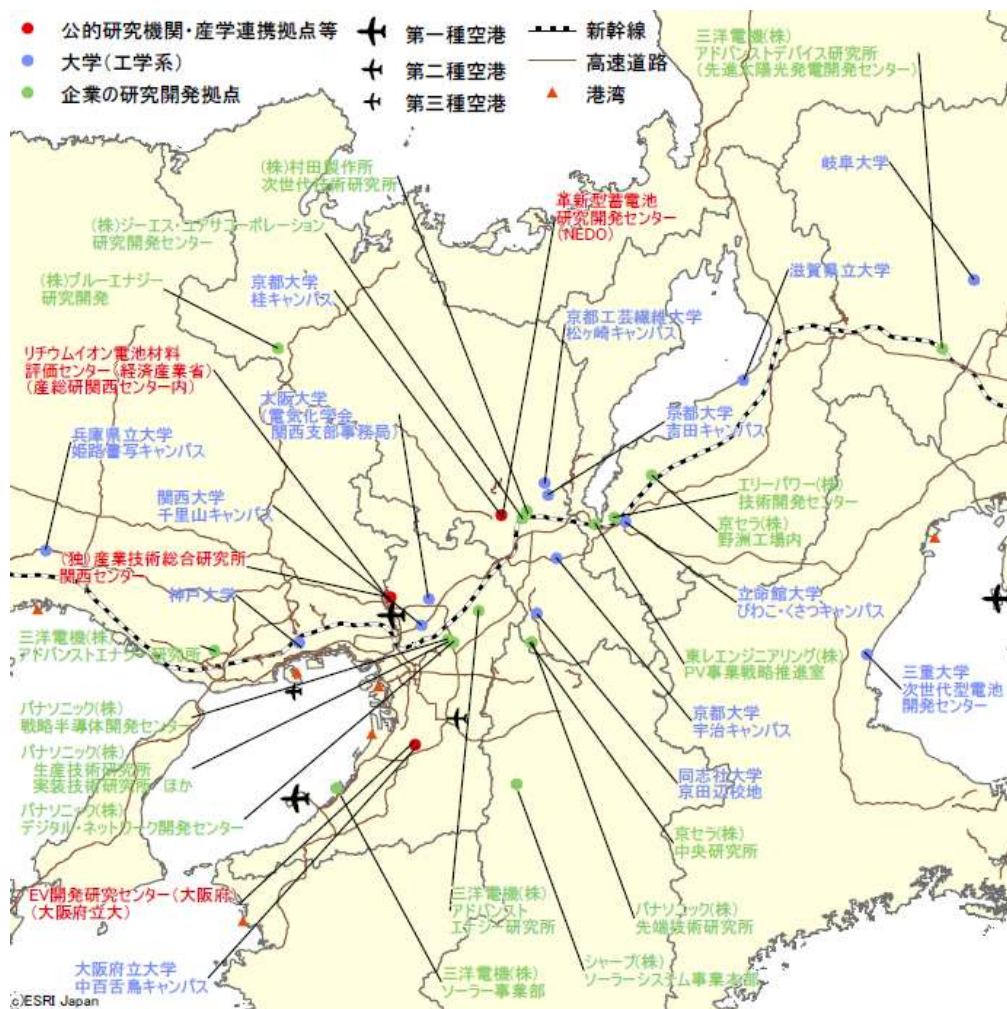 公的研究機関・産学連携拠点等
大学(工学系)
企業の研究開発拠点
第一種空港
第二種空港
第三種空港
新幹線
高速道路
港湾
三洋電機(株)
アドバンストデバイス研究所
(先進太陽光発電開発センター)
岐阜大学
(株)村田製作所
次世代技術研究所
革新型蓄電池
研究開発センター
(NEDO)
(株)ジーエス・ユアサコーポレーション
研究開発センター
滋賀県立大学
(株)ブルーエナジー
研究開発
京都大学
桂キャンパス
京都工芸繊維大学
松ヶ崎キャンパス
リチウムイオン電池材料
評価センター(経済産業省)
(産総研関西センター内)
大阪大学
(電気化学会
関西支部事務局)
京都大学
吉田キャンパス
兵庫県立大学
姫路書写キャンパス
関西大学
千里山キャンパス
エリーパワー(株)
技術開発センター
京セラ(株)
野洲工場内
(独)産業技術総合研究所
関西センター
神戸大学
立命館大学
びわこ・くさつキャンパス
三洋電機(株)
アドバンストエナジー研究所
東レエンジニアリング(株)
PV事業戦略推進室
三重大学
次世代型電池
開発センター
パナソニック(株)
戦略半導体開発センター
京都大学
宇治キャンパス
パナソニック(株)
生産技術研究所
実装技術研究所 ほか
同志社大学
京田辺校地
パナソニック(株)
デジタル・ネットワーク開発センター
京セラ(株)
中央研究所
EV開発研究センター(大阪府)
(大阪府立大)
三洋電機(株)
アドバンスト
エナジー研究所
パナソニック(株)
先端技術研究所
大阪府立大学
中百舌鳥キャンパス
三洋電機(株)
ソーラー事業部
シャープ(株)
ソーラーシステム事業本部
c)ESRI Japan